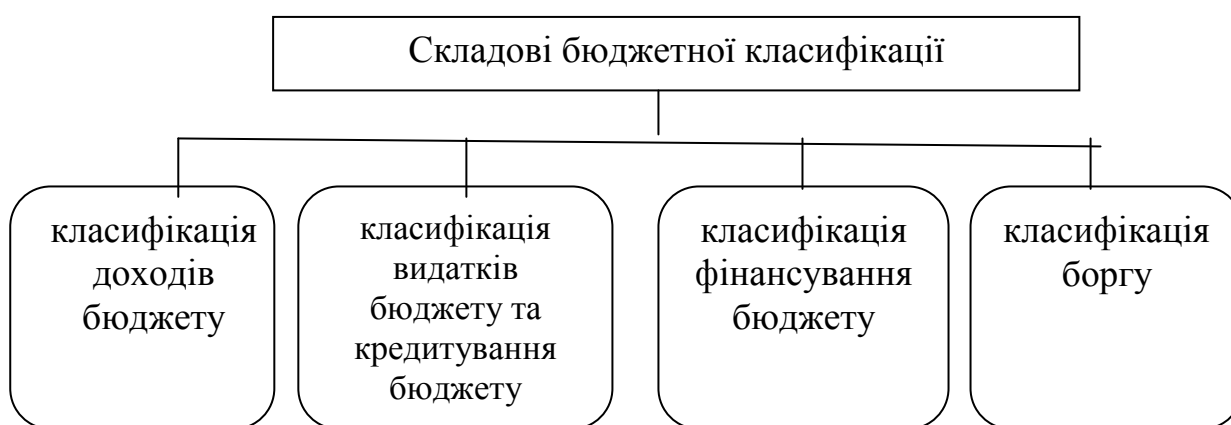 Складові бюджетної класифікації
класифікація
доходів
бюджету
класифікація
видатків
бюджету та
кредитування
бюджету
класифікація
фінансування
бюджету
класифікація
боргу